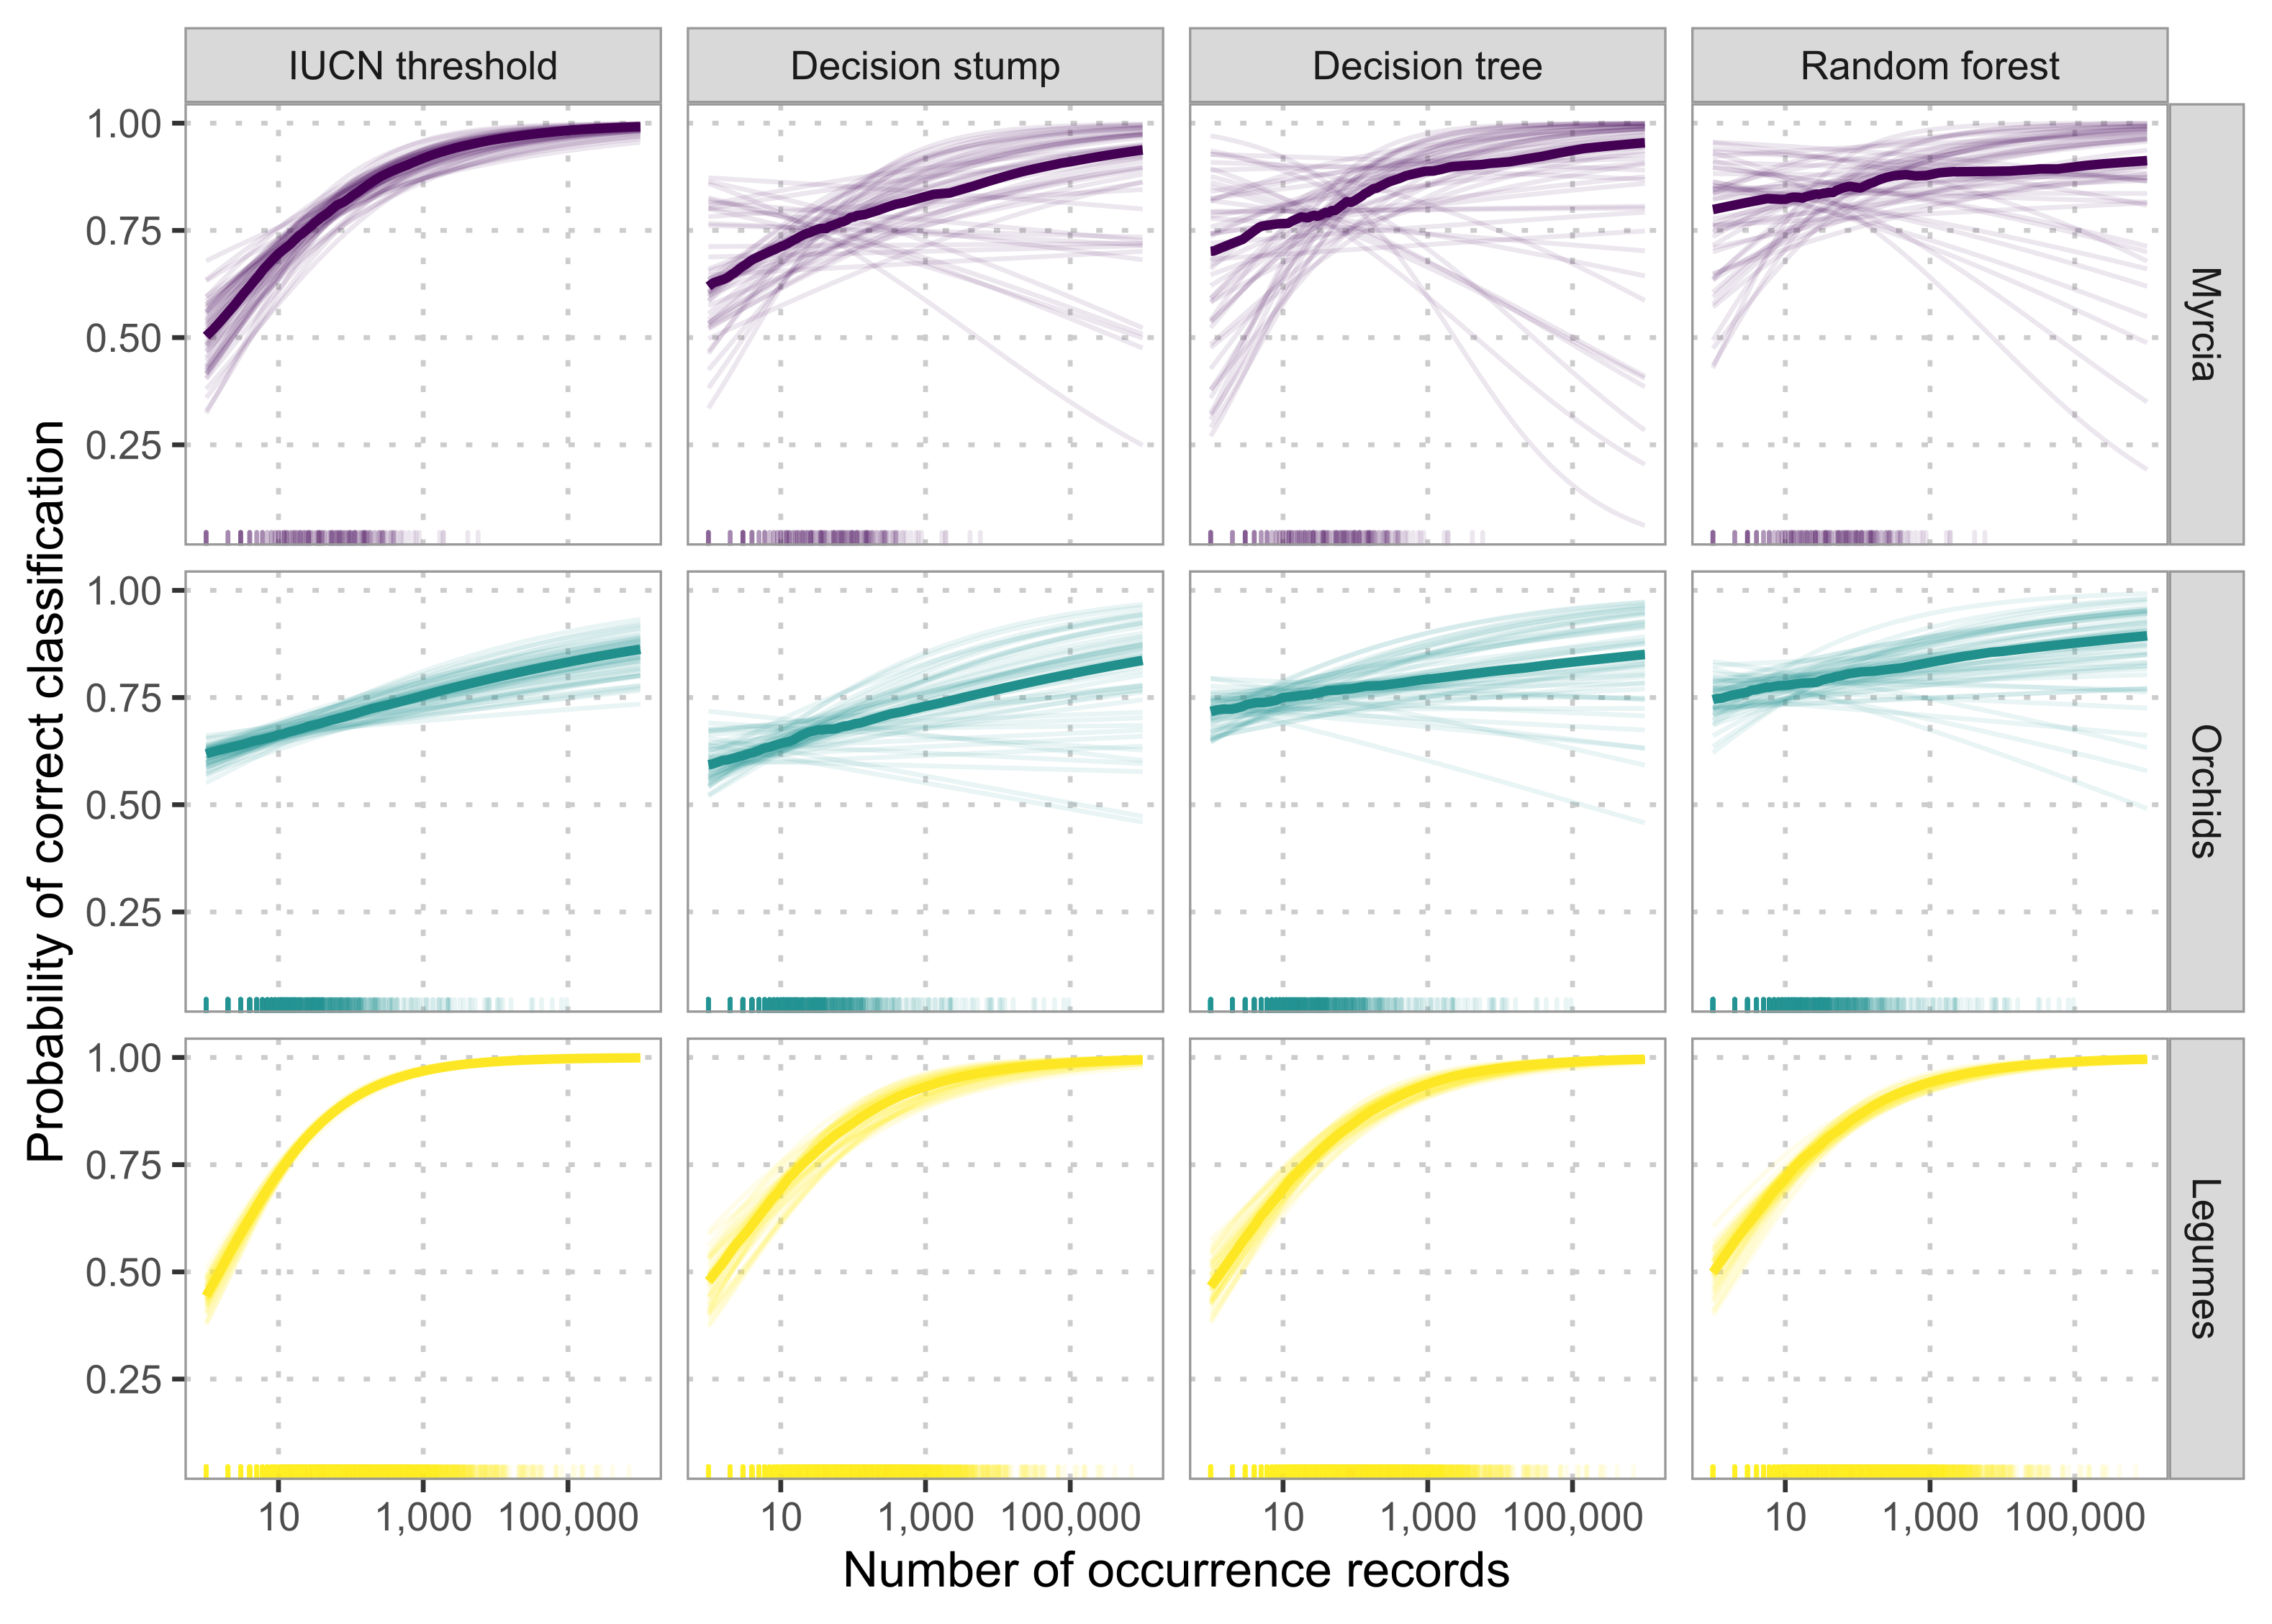 IUCN threshold
Decision stump
Decision tree
Random forest
Probability of correct classification
1.00
0.75
0.50
0.25
Myrcia
1.00
0.75
0.50
0.25
Orchids
1.00
0.75
0.50
0.25
Legumes
10 1,000 100,000
10 1,000 100,000
10 1,000 100,000
10 1,000 100,000
Number of occurrence records